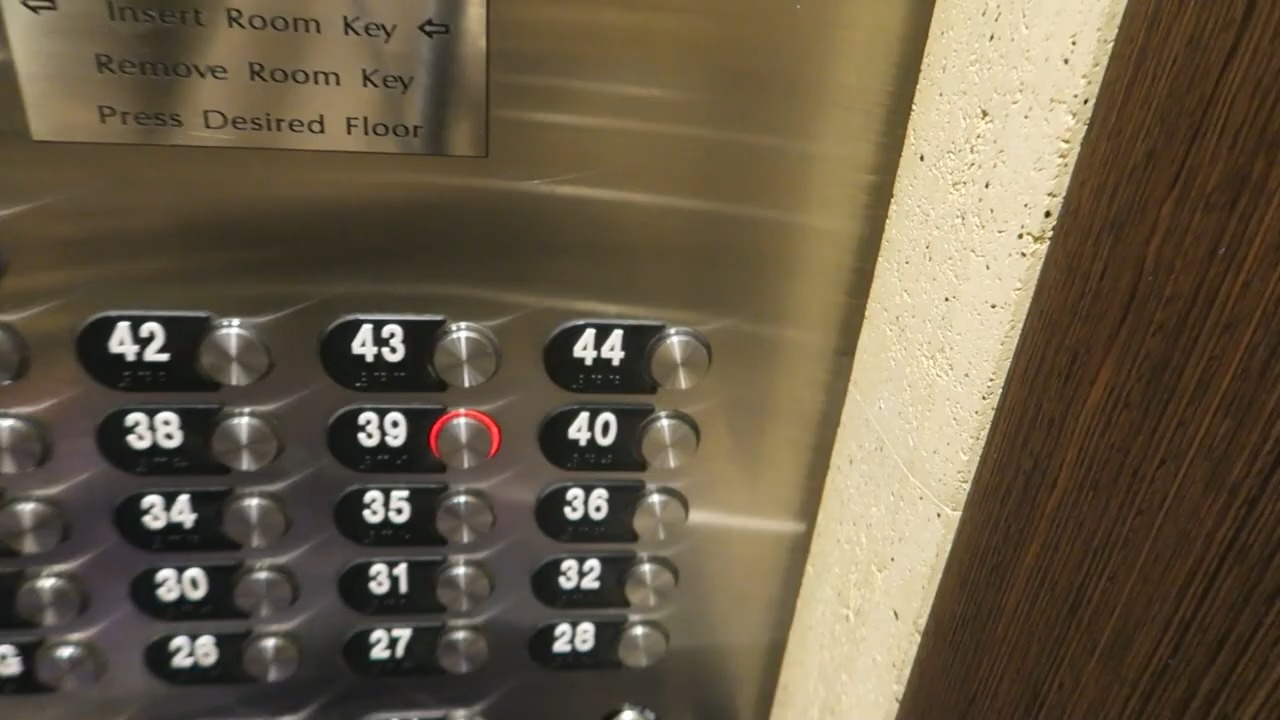 ⇦ Insert Room Key ⇦
Remove Room Key
Press Desired Floor
42 43 44
38 39 40
34 35 36
30 31 32
G 26 27 28